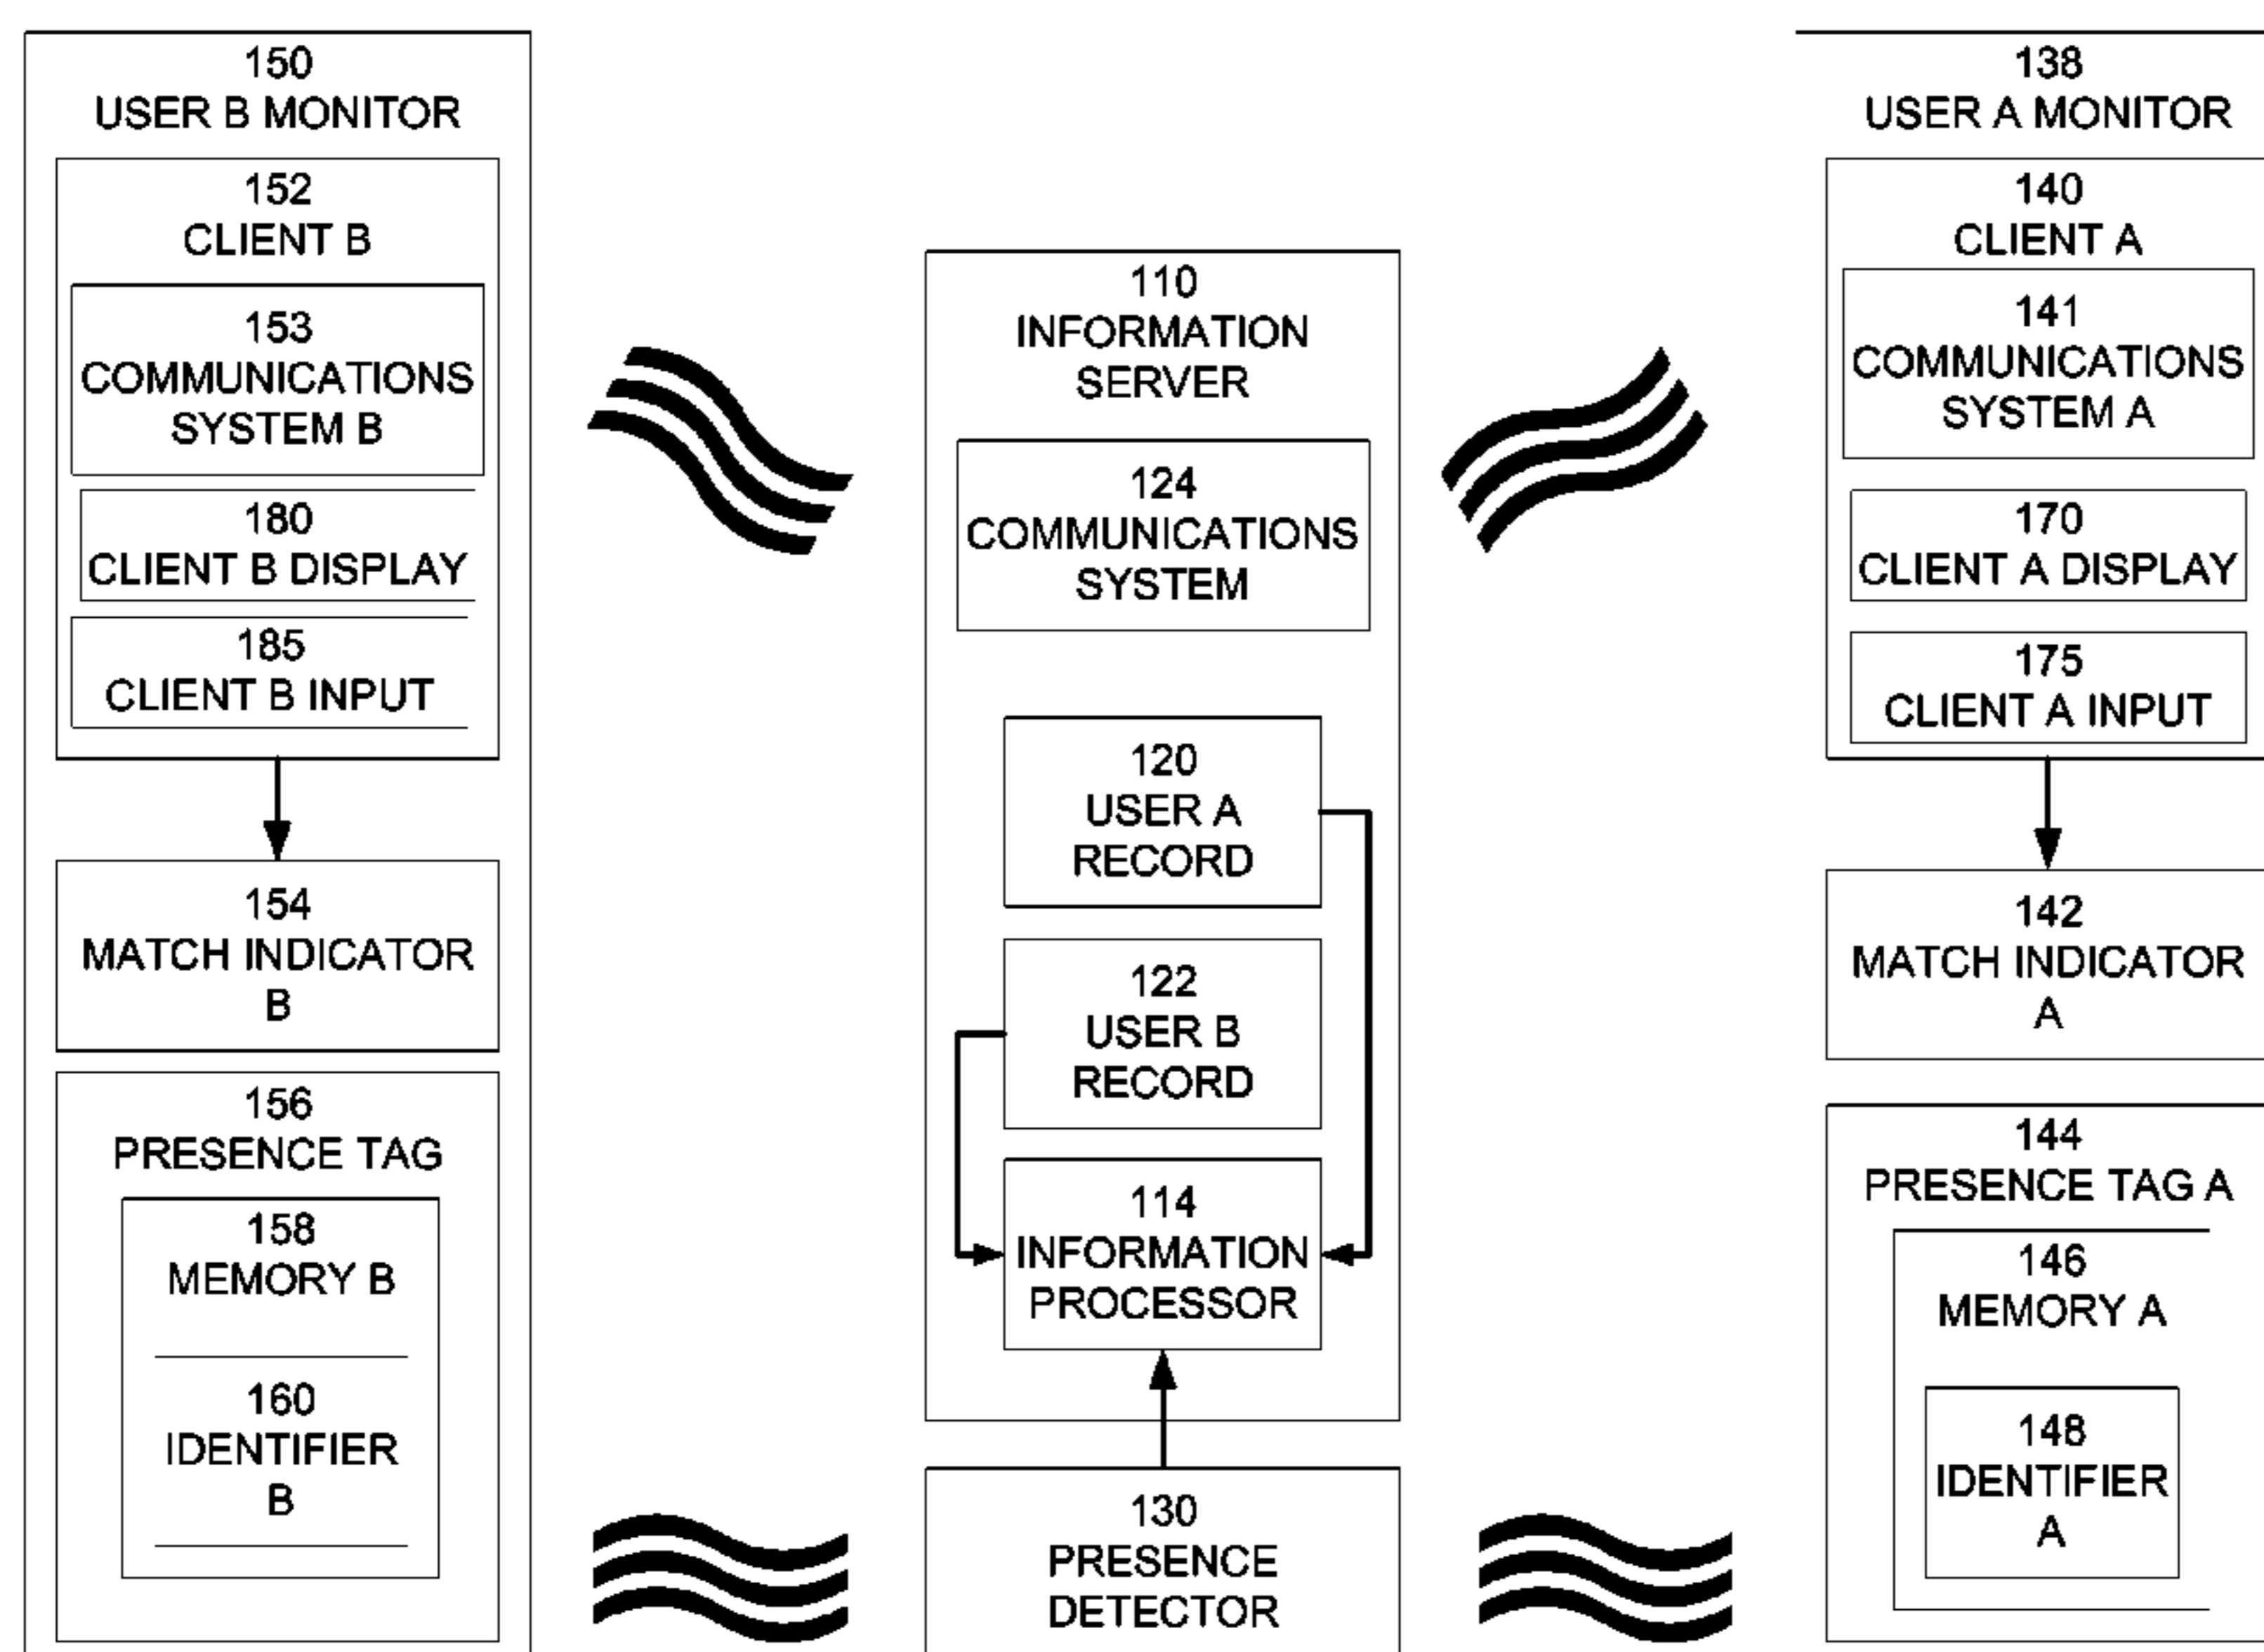 150
USER B MONITOR
152
CLIENT B
153
COMMUNICATIONS
SYSTEM B
180
CLIENT B DISPLAY
185
CLIENT B INPUT
154
MATCH INDICATOR
B
156
PRESENCE TAG
158
MEMORY B
160
IDENTIFIER
B
110
INFORMATION
SERVER
124
COMMUNICATIONS
SYSTEM
120
USER A
RECORD
122
USER B
RECORD
114
INFORMATION
PROCESSOR
130
PRESENCE
DETECTOR
138
USER A MONITOR
140
CLIENT A
141
COMMUNICATIONS
SYSTEM A
170
CLIENT A DISPLAY
175
CLIENT A INPUT
142
MATCH INDICATOR
A
144
PRESENCE TAG A
146
MEMORY A
148
IDENTIFIER
A